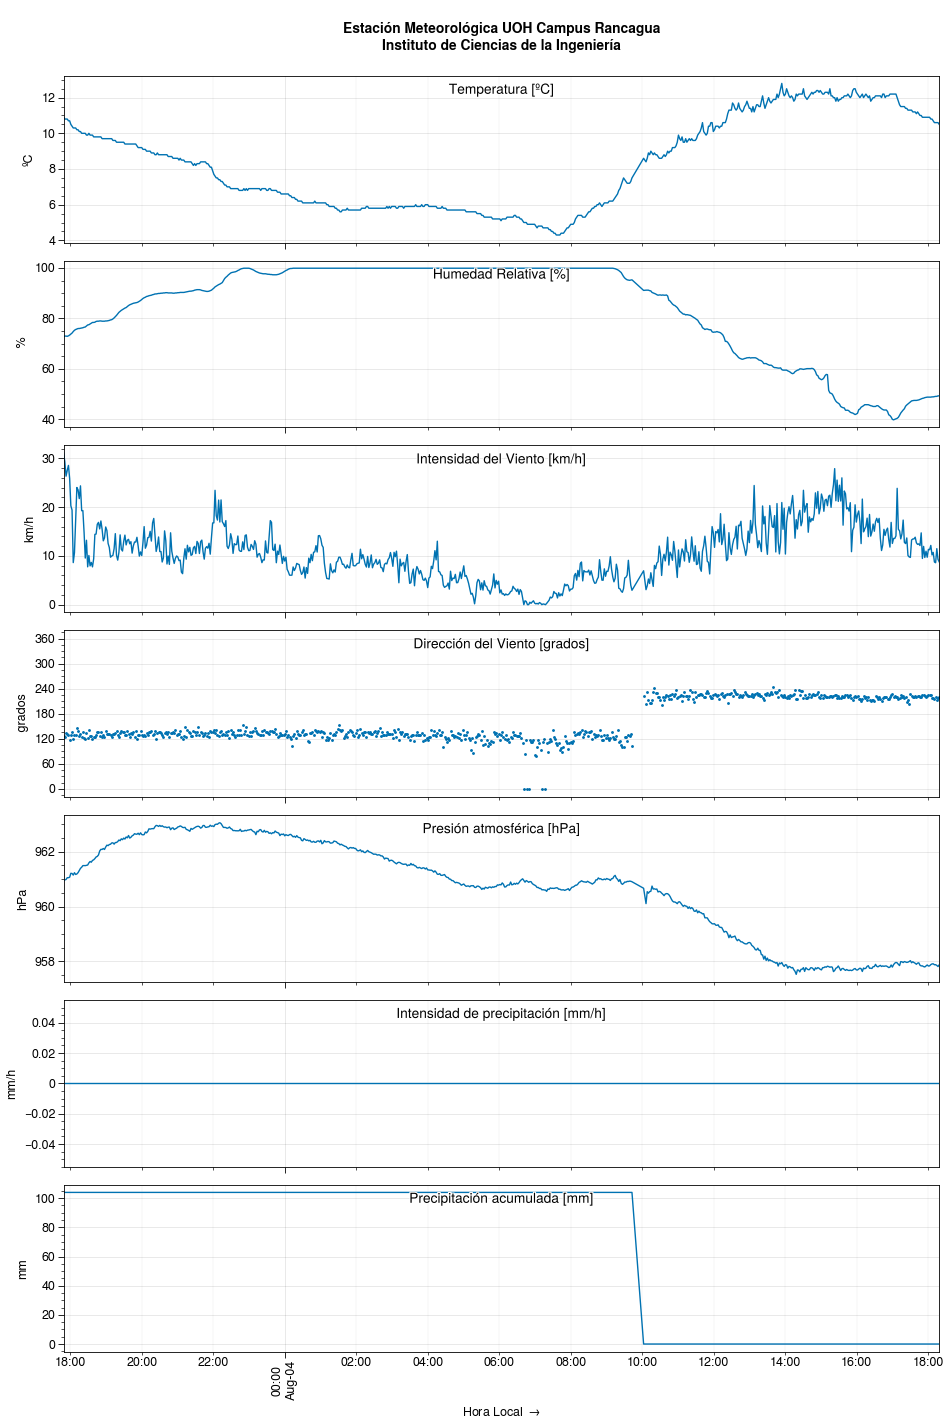 Estación Meteorológica UOH Campus Rancagua
Instituto de Ciencias de la Ingeniería
Temperatura [ºC]
12
10
8
6
4
ºC
Humedad Relativa [%]
100
80
60
40
%
Intensidad del Viento [km/h]
30
20
10
0
km/h
Dirección del Viento [grados]
360
300
240
180
120
60
0
grados
Presión atmosférica [hPa]
962
960
958
hPa
Intensidad de precipitación [mm/h]
0.04
0.02
0
−0.02
−0.04
mm/h
Precipitación acumulada [mm]
100
80
60
40
20
0
mm
18:00 20:00 22:00 00:00 02:00 04:00 06:00 08:00 10:00 12:00 14:00 16:00 18:00
Aug-04
Hora Local →